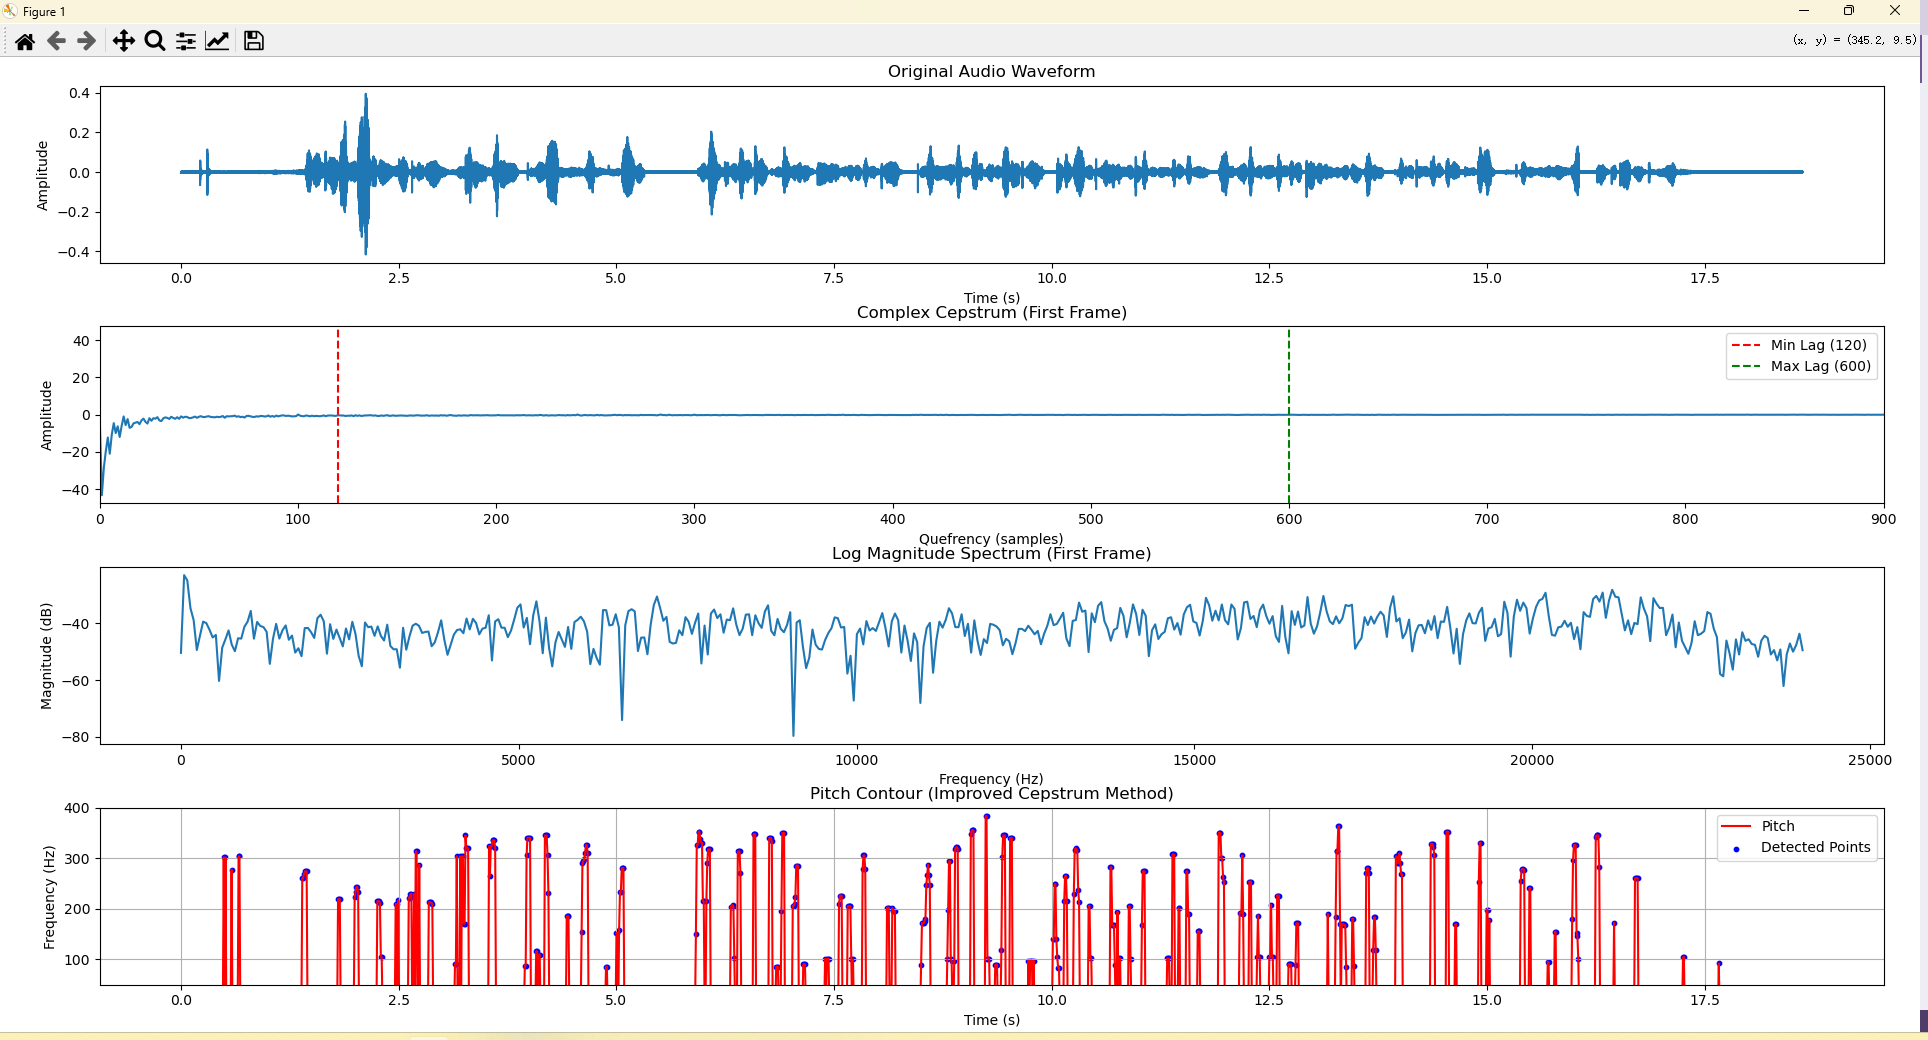 Figure 1
(x, y) = (345.2, 9.5)
Original Audio Waveform
0.4
0.2
0.0
−0.2
−0.4
Amplitude
0.0 2.5 5.0 7.5 10.0 12.5 15.0 17.5
Time (s)
Complex Cepstrum (First Frame)
40
20
0
−20
−40
Amplitude
Min Lag (120)
Max Lag (600)
0 100 200 300 400 500 600 700 800 900
Quefrency (samples)
Log Magnitude Spectrum (First Frame)
−40
−60
−80
Magnitude (dB)
0 5000 10000 15000 20000 25000
Frequency (Hz)
Pitch Contour (Improved Cepstrum Method)
400
300
200
100
Frequency (Hz)
Pitch
Detected Points
0.0 2.5 5.0 7.5 10.0 12.5 15.0 17.5
Time (s)